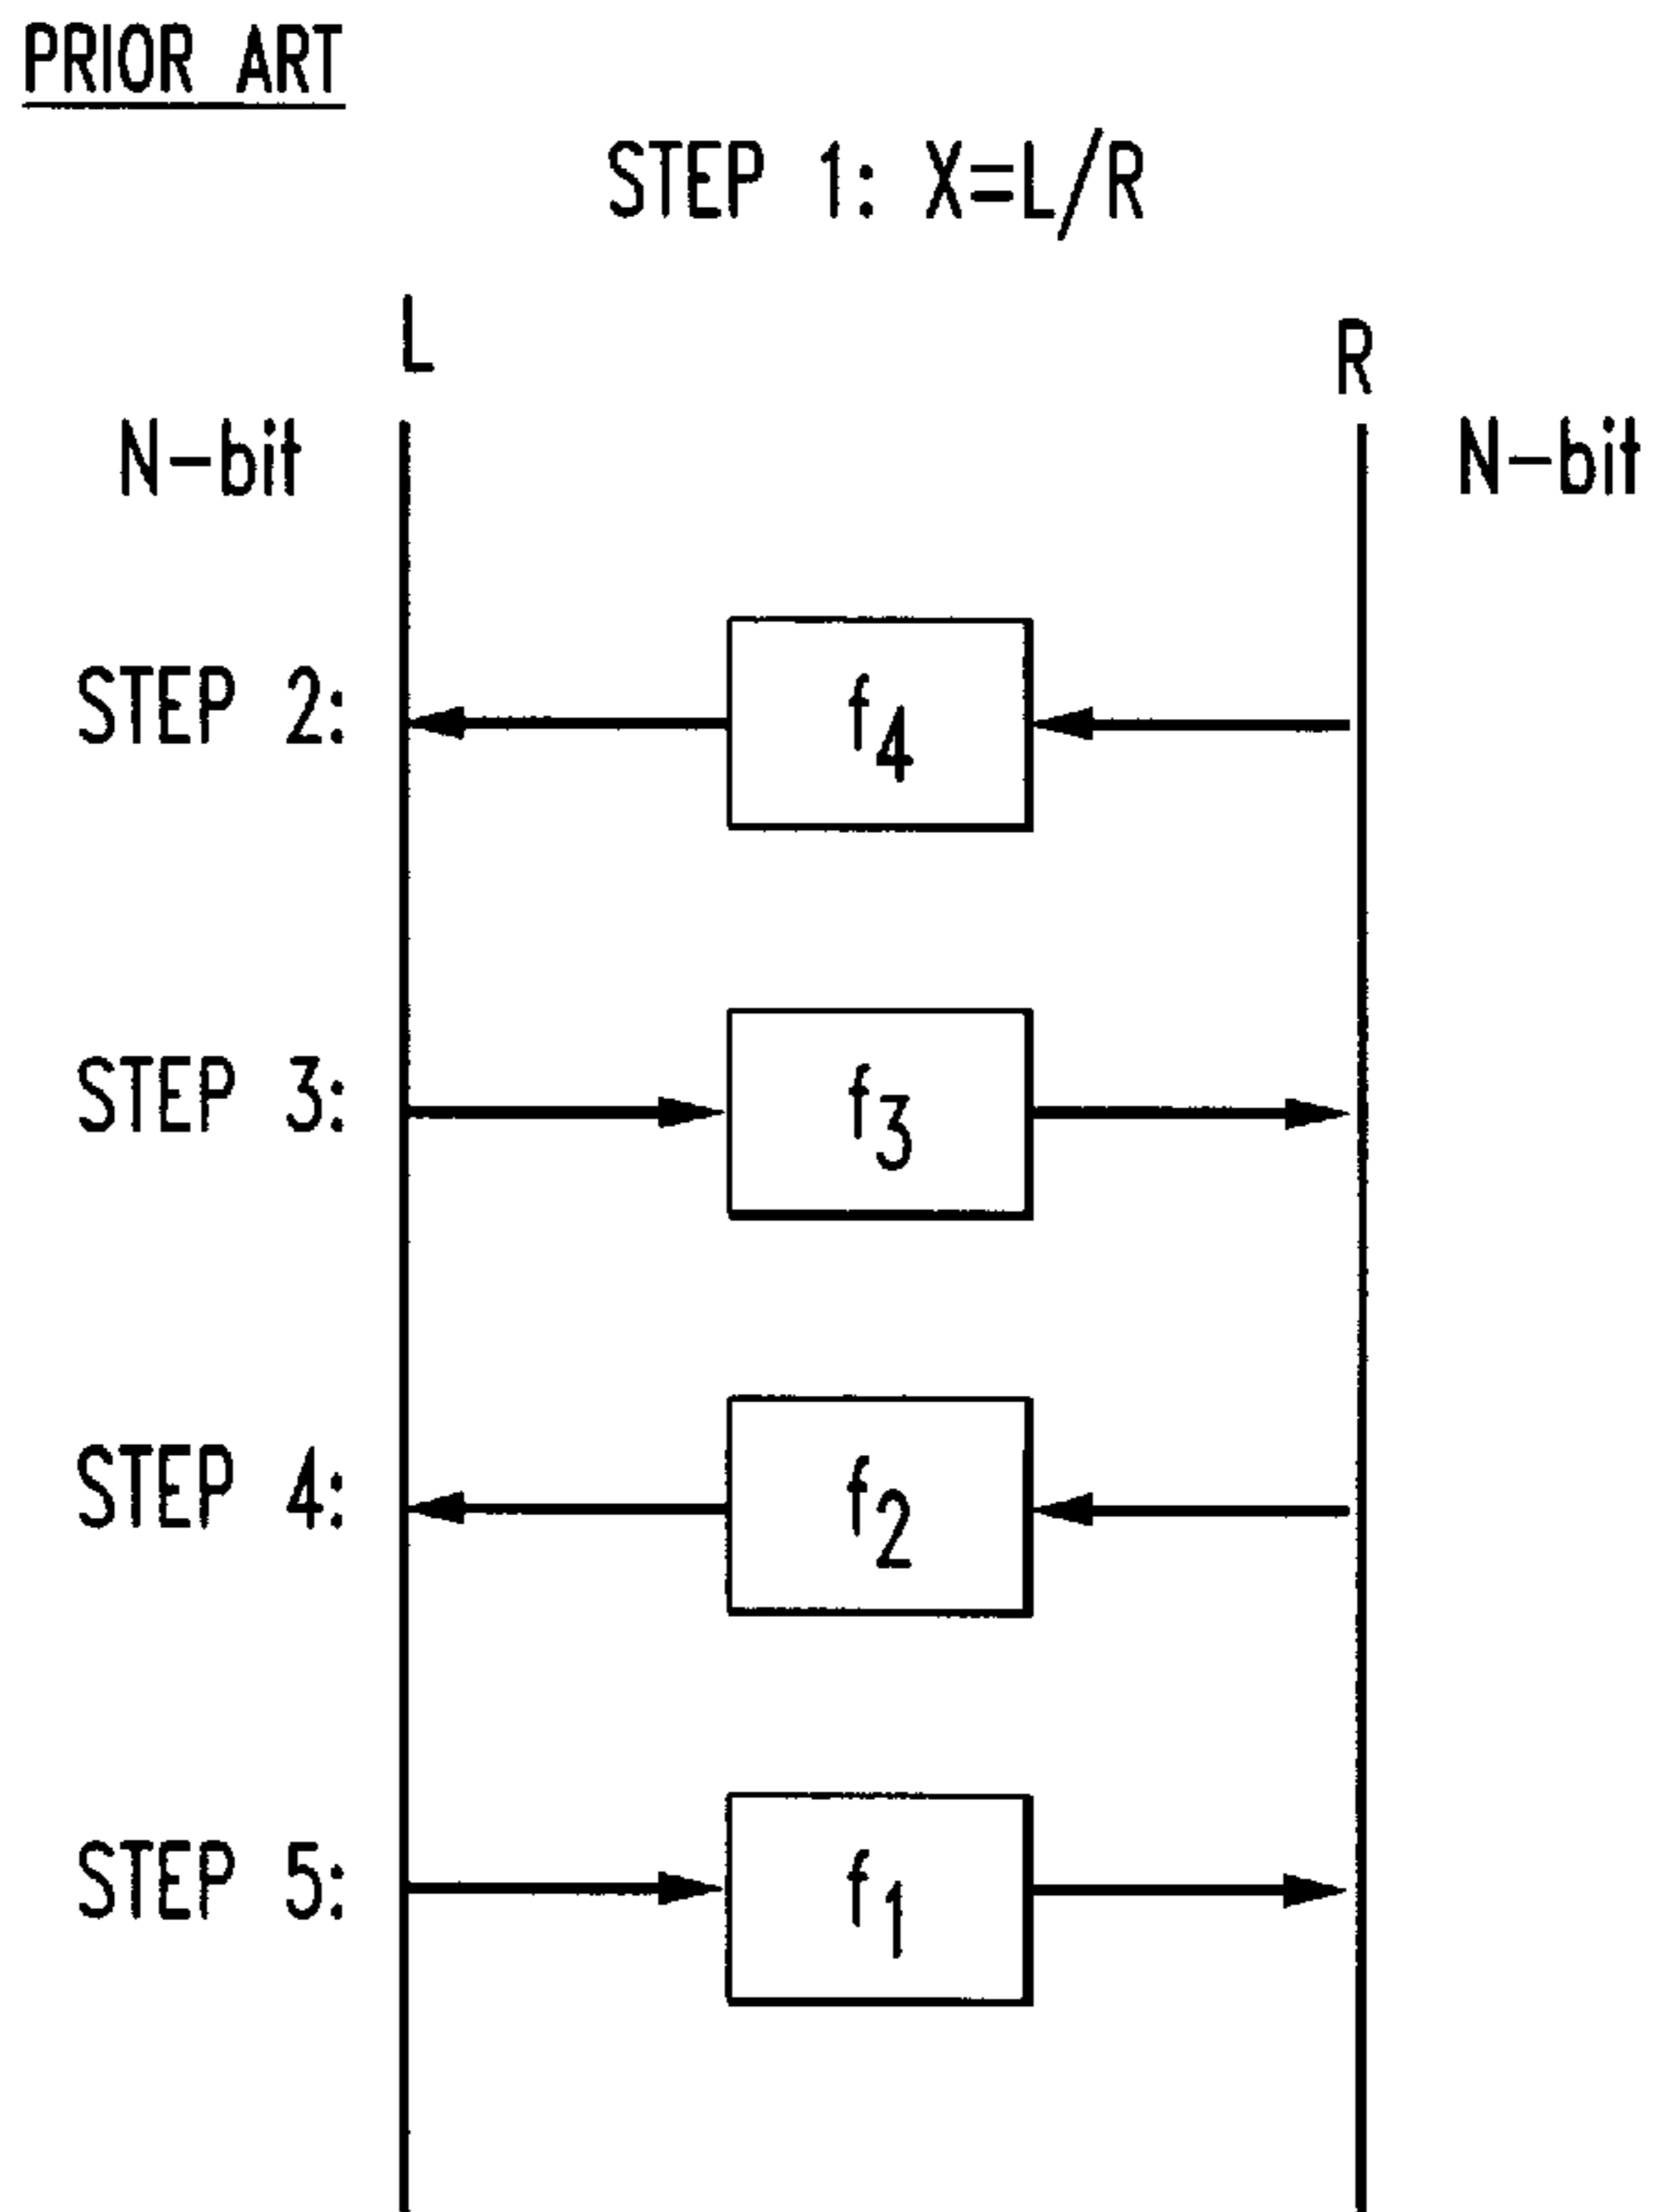 PRIOR ART
STEP 1: X=L/R
L
R
N-bit
N-bit
STEP 2:
f4
STEP 3:
f3
STEP 4:
f2
STEP 5:
f1